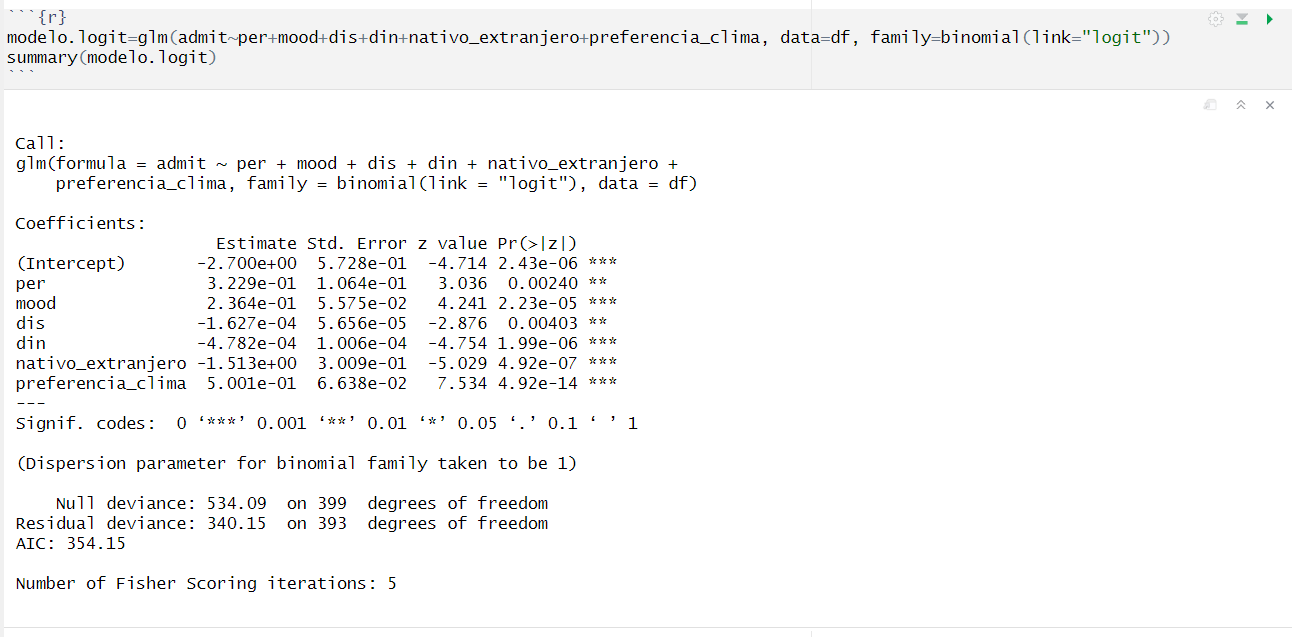 ```{r}
modelo.logit=glm(admit~per+mood+dis+din+nativo_extranjero+preferencia_clima, data=df, family=binomial(link="logit"))
summary(modelo.logit)
```
Call:
glm(formula = admit ~ per + mood + dis + din + nativo_extranjero +
    preferencia_clima, family = binomial(link = "logit"), data = df)
Coefficients:
                    Estimate Std. Error z value Pr(>|z|)
(Intercept)       -2.700e+00  5.728e-01  -4.714 2.43e-06 ***
per                3.229e-01  1.064e-01   3.036  0.00240 **
mood               2.364e-01  5.575e-02   4.241 2.23e-05 ***
dis               -1.627e-04  5.656e-05  -2.876  0.00403 **
din               -4.782e-04  1.006e-04  -4.754 1.99e-06 ***
nativo_extranjero -1.513e+00  3.009e-01  -5.029 4.92e-07 ***
preferencia_clima  5.001e-01  6.638e-02   7.534 4.92e-14 ***
---
Signif. codes:  0 ‘***’ 0.001 ‘**’ 0.01 ‘*’ 0.05 ‘.’ 0.1 ‘ ’ 1
(Dispersion parameter for binomial family taken to be 1)
    Null deviance: 534.09  on 399  degrees of freedom
Residual deviance: 340.15  on 393  degrees of freedom
AIC: 354.15
Number of Fisher Scoring iterations: 5